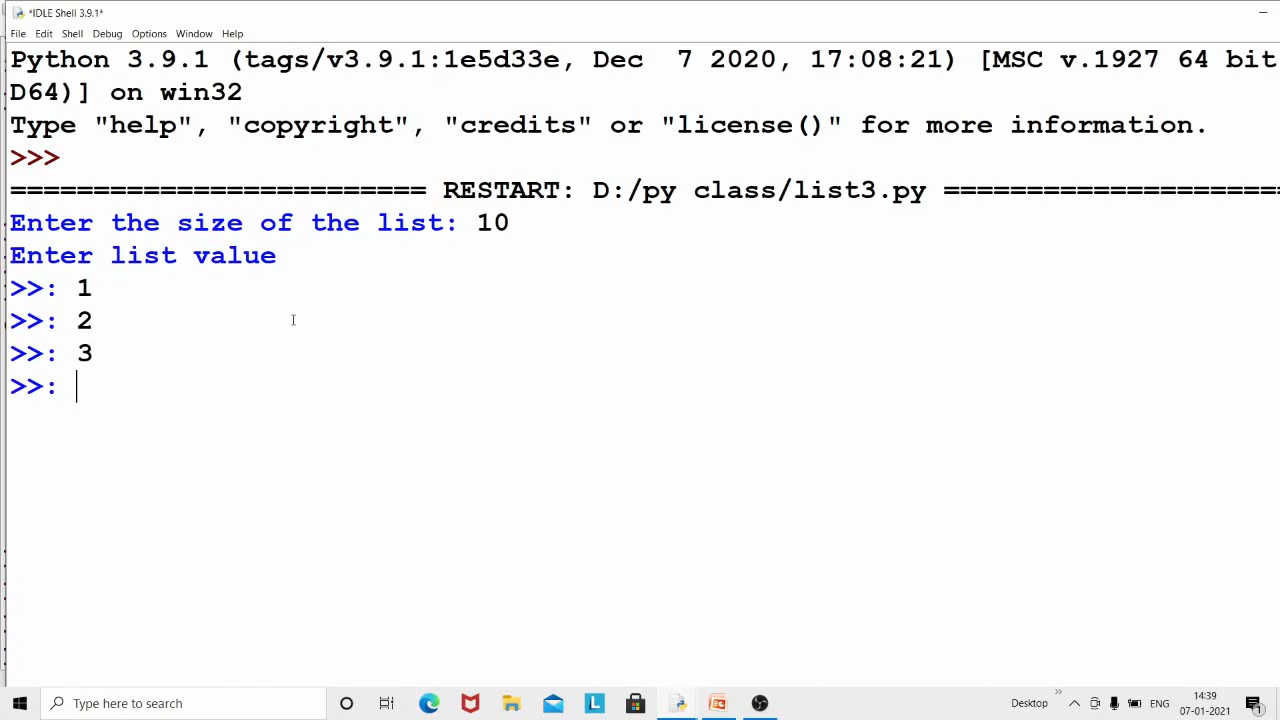 *IDLE Shell 3.9.1*
File Edit Shell Debug Options Window Help
Python 3.9.1 (tags/v3.9.1:1e5d33e, Dec  7 2020, 17:08:21) [MSC v.1927 64 bit
D64)] on win32
Type "help", "copyright", "credits" or "license()" for more information.
>>>
========================= RESTART: D:/py class/list3.py =====================
Enter the size of the list: 10
Enter list value
>>: 1
>>: 2
>>: 3
>>:
Type here to search
L
Desktop
ENG
14:39
07-01-2021
1